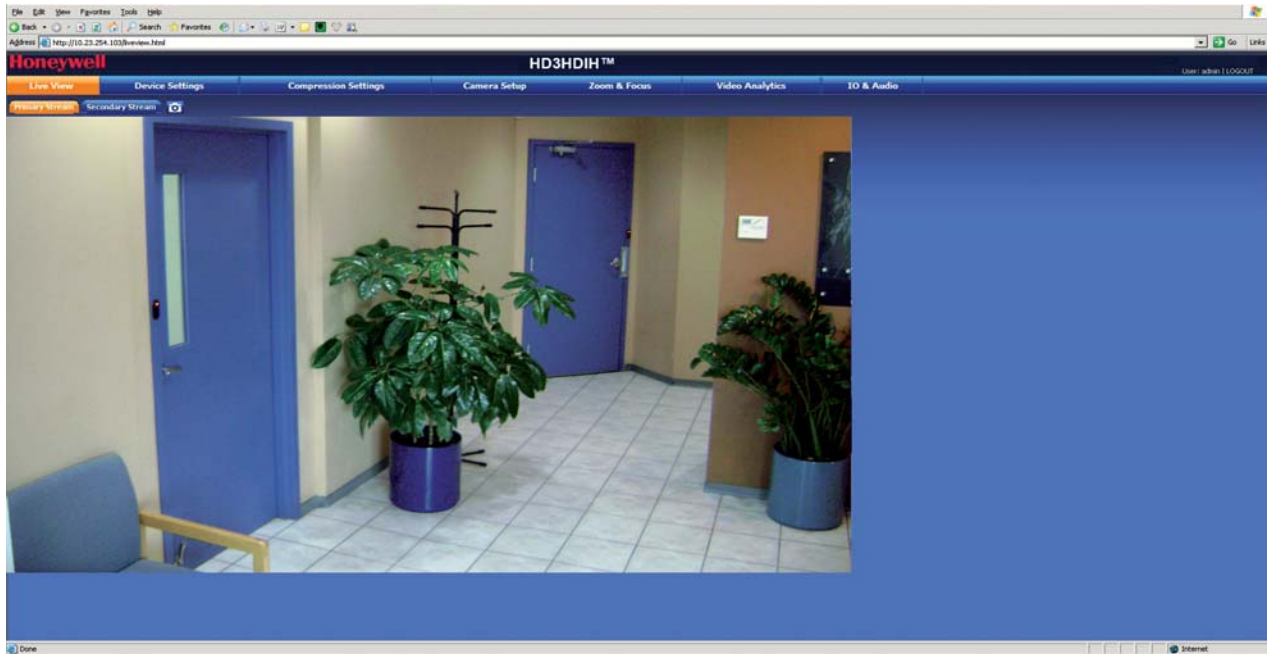 File Edit View Favorites Tools Help
Back Search Favorites
Address http://10.23.254.103/liveview.html Go Links
Honeywell HD3HDIH™
User: admin | LOGOUT
Live View Device Settings Compression Settings Camera Setup Zoom & Focus Video Analytics IO & Audio
Primary Stream Secondary Stream
Done Internet